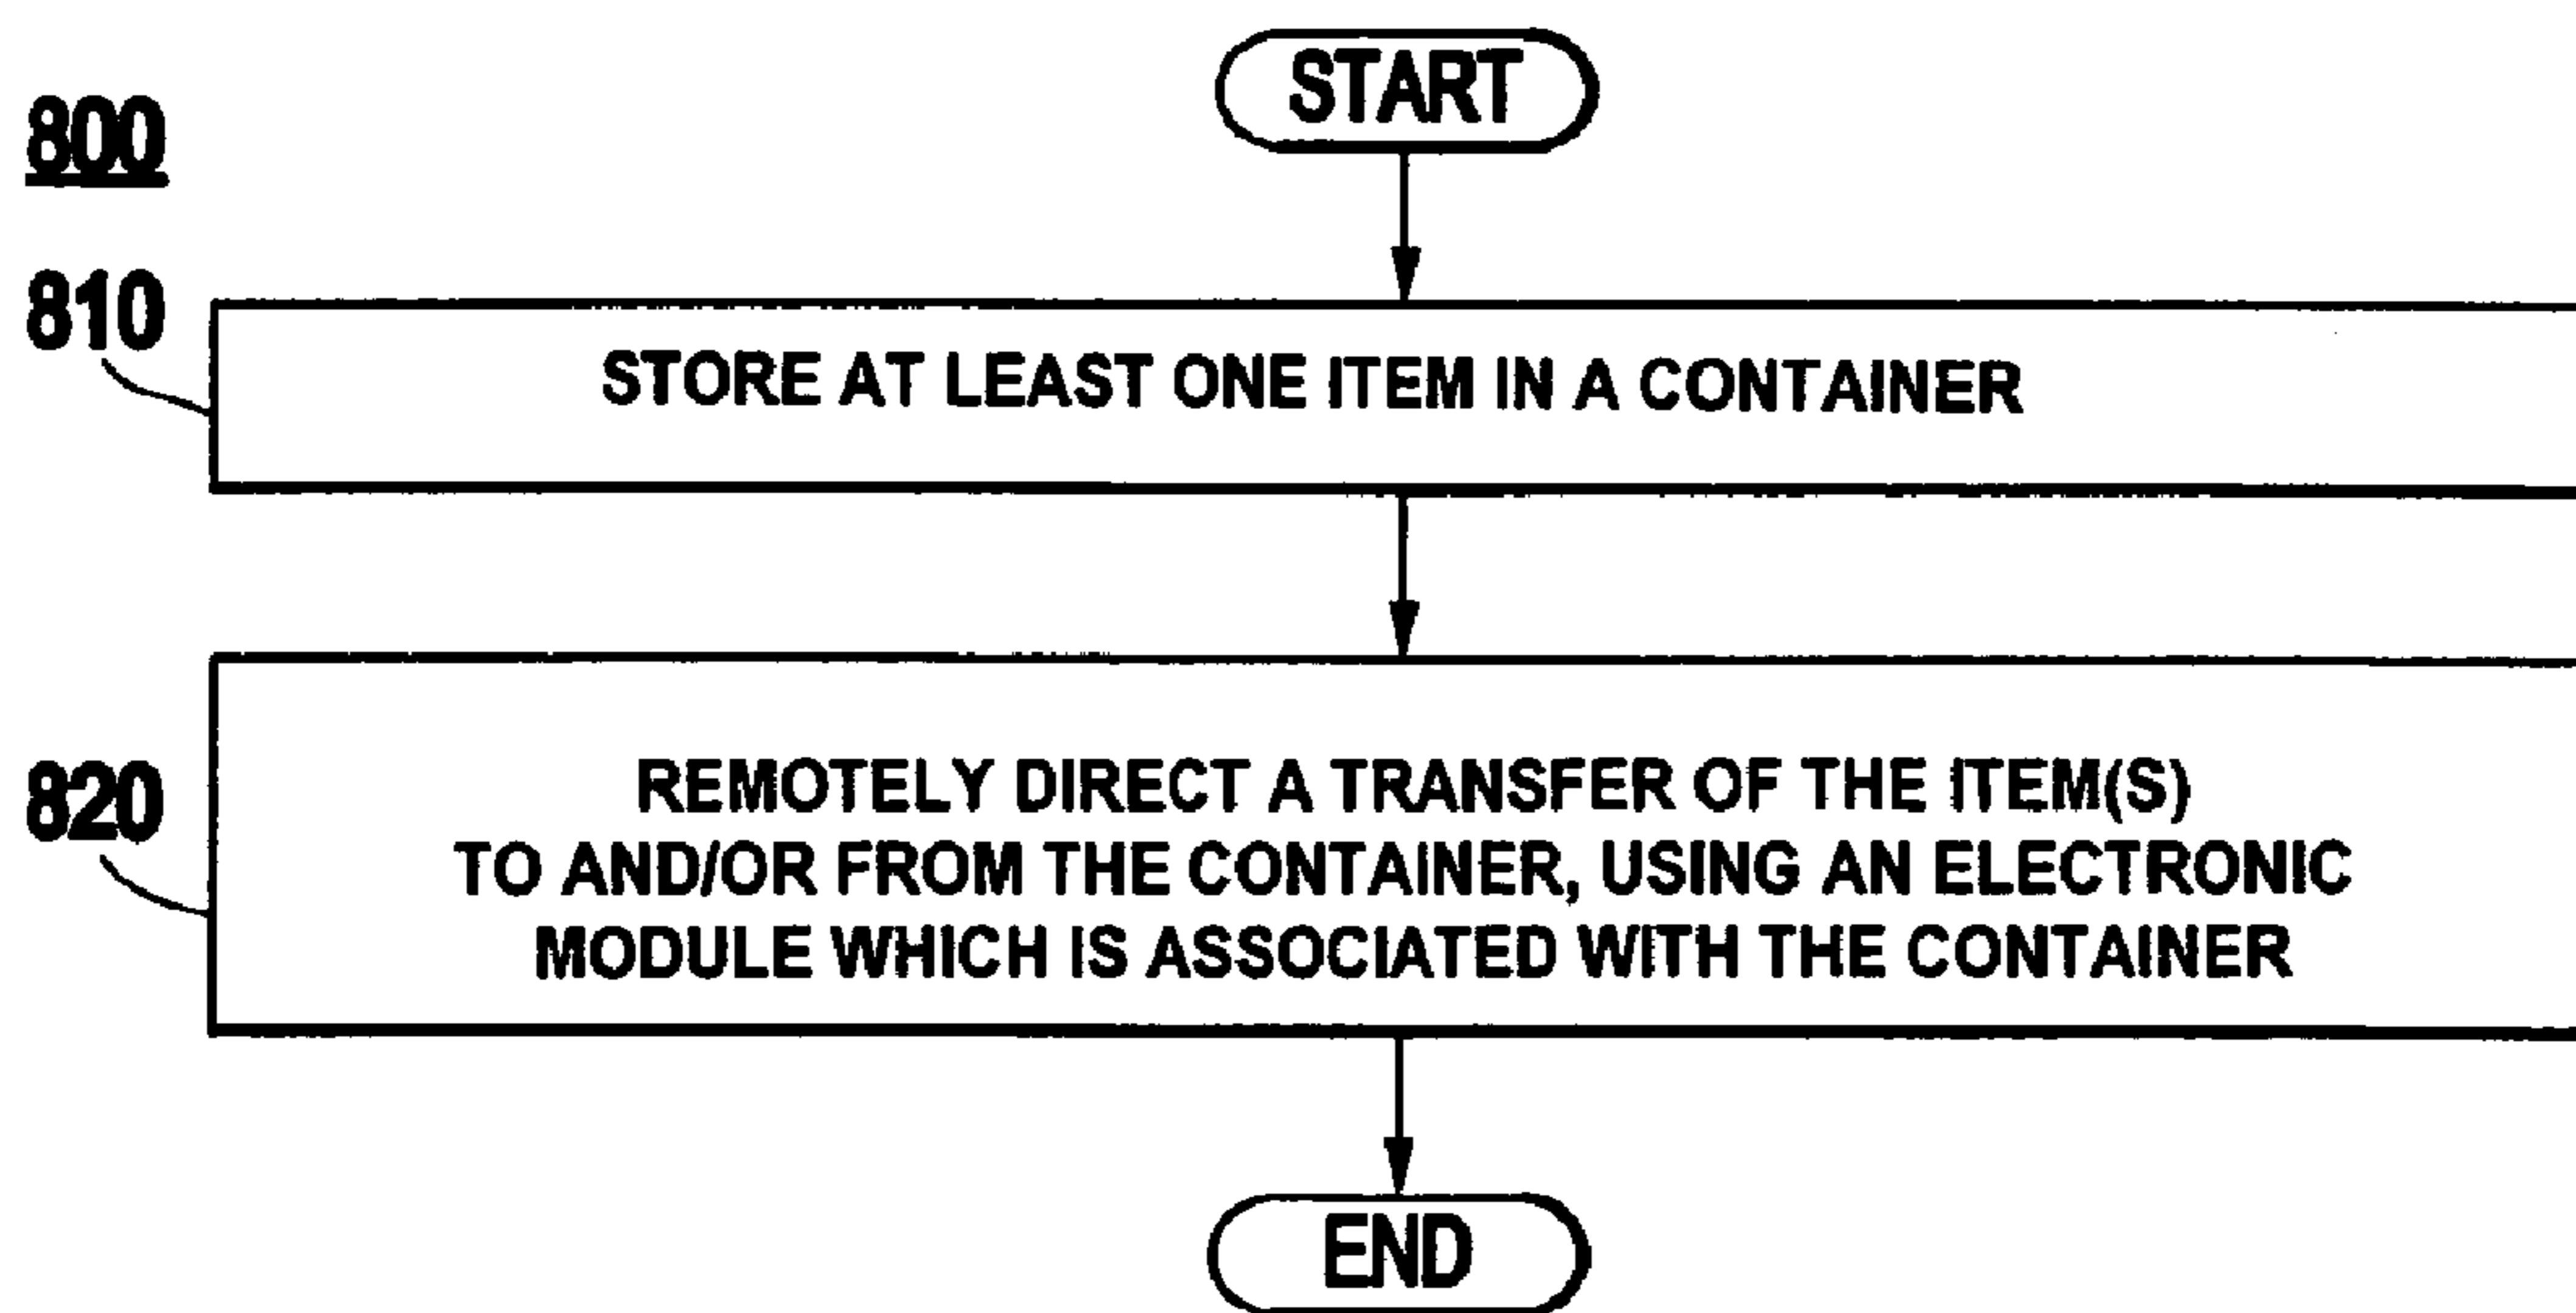 START
800
810
STORE AT LEAST ONE ITEM IN A CONTAINER
820
REMOTELY DIRECT A TRANSFER OF THE ITEM(S)
TO AND/OR FROM THE CONTAINER, USING AN ELECTRONIC
MODULE WHICH IS ASSOCIATED WITH THE CONTAINER
END